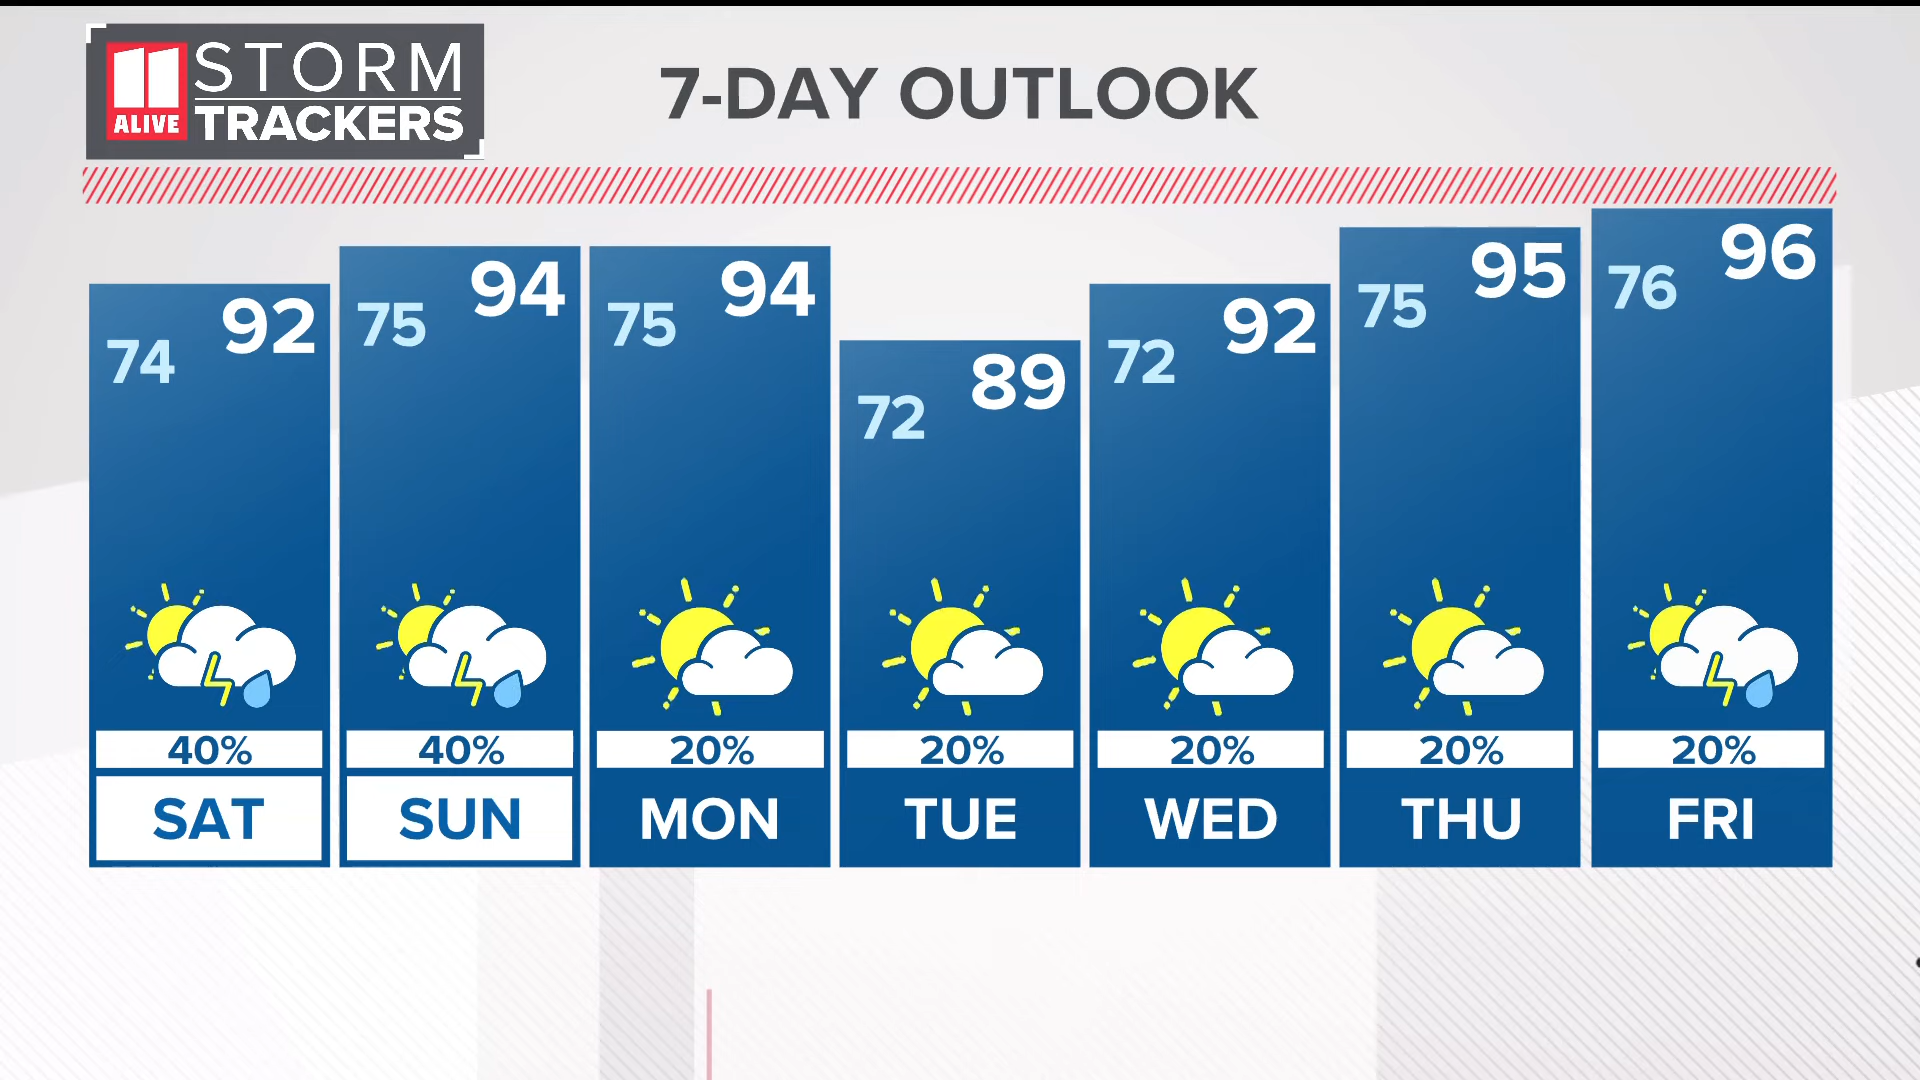 11 ALIVE STORM TRACKERS
7-DAY OUTLOOK
74 92
75 94
75 94
72 89
72 92
75 95
76 96
40% 40% 20% 20% 20% 20% 20%
SAT SUN MON TUE WED THU FRI